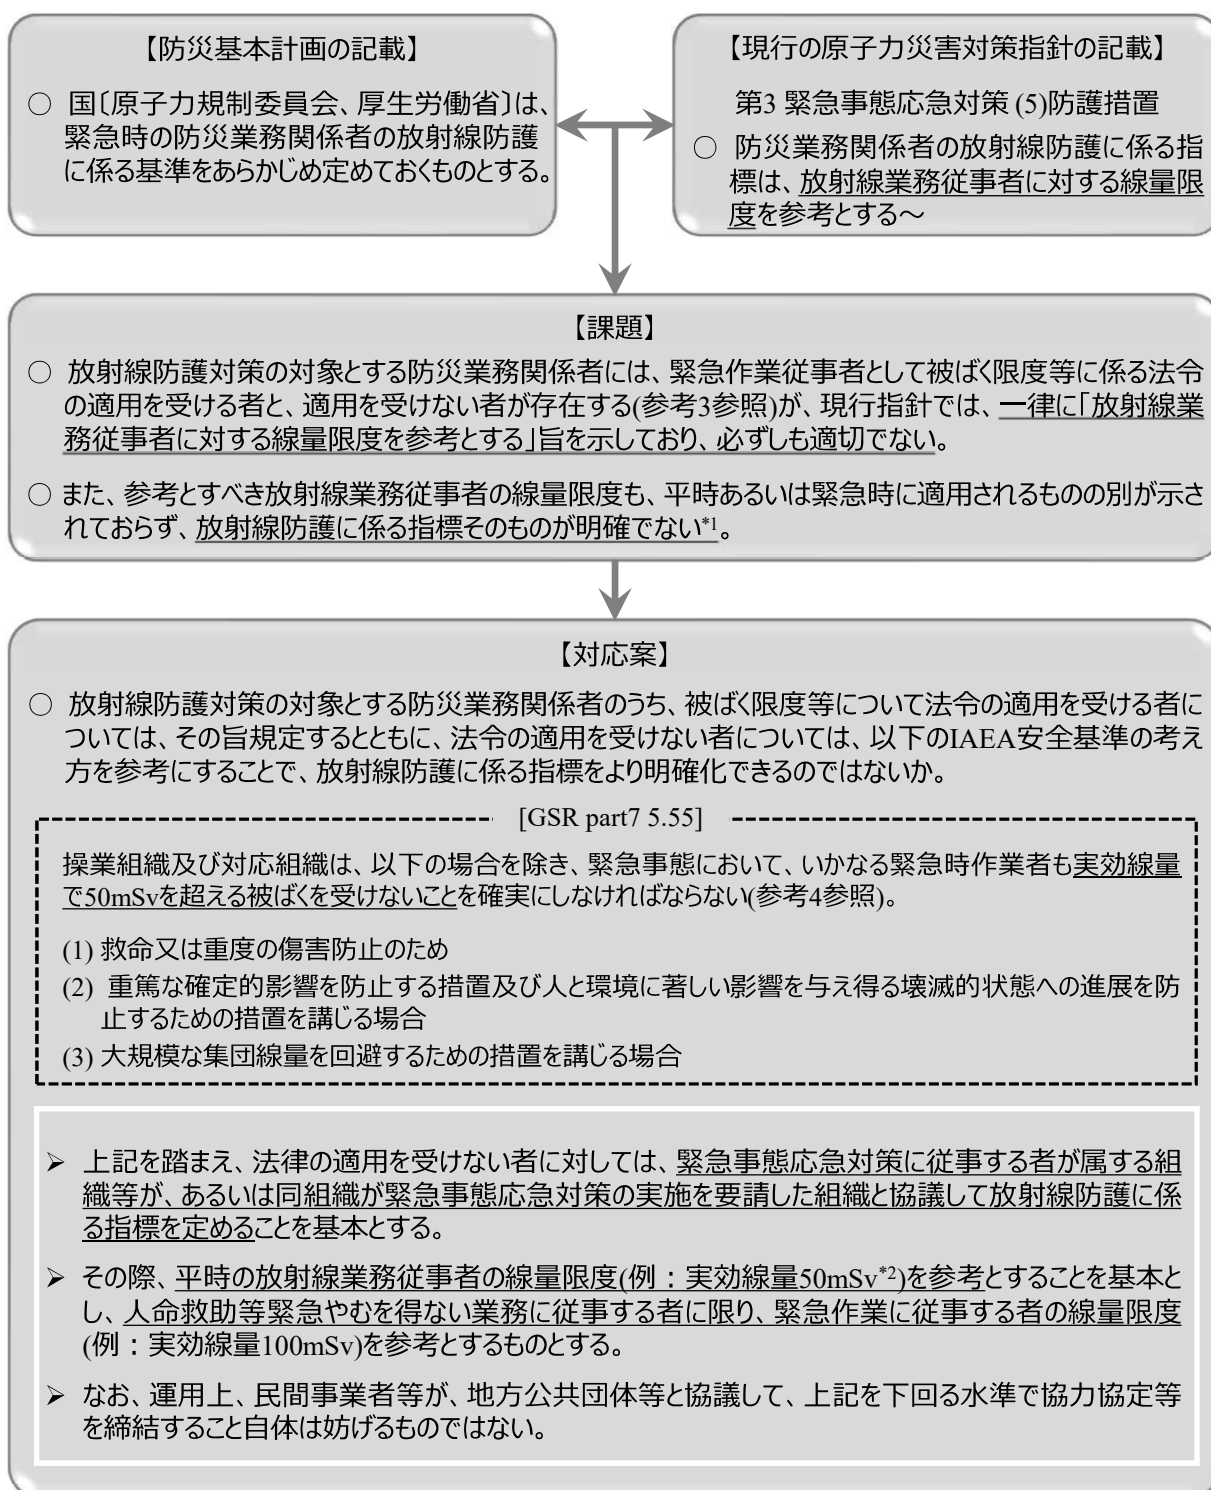 【防災基本計画の記載】
○ 国〔原子力規制委員会、厚生労働省〕は、
緊急時の防災業務関係者の放射線防護
に係る基準をあらかじめ定めておくものとする。
【現行の原子力災害対策指針の記載】
第3 緊急事態応急対策 (5)防護措置
○ 防災業務関係者の放射線防護に係る指
標は、放射線業務従事者に対する線量限
度を参考とする～
【課題】
○ 放射線防護対策の対象とする防災業務関係者には、緊急作業従事者として被ばく限度等に係る法令
の適用を受ける者と、適用を受けない者が存在する(参考3参照)が、現行指針では、一律に「放射線業
務従事者に対する線量限度を参考とする」旨を示しており、必ずしも適切でない。
○ また、参考とすべき放射線業務従事者の線量限度も、平時あるいは緊急時に適用されるものの別が示さ
れておらず、放射線防護に係る指標そのものが明確でない*1。
【対応案】
○ 放射線防護対策の対象とする防災業務関係者のうち、被ばく限度等について法令の適用を受ける者に
ついては、その旨規定するとともに、法令の適用を受けない者については、以下のIAEA安全基準の考え
方を参考にすることで、放射線防護に係る指標をより明確化できるのではないか。
[GSR part7 5.55]
操業組織及び対応組織は、以下の場合を除き、緊急事態において、いかなる緊急時作業者も実効線量
で50mSvを超える被ばくを受けないことを確実にしなければならない(参考4参照)。
(1) 救命又は重度の傷害防止のため
(2) 重篤な確定的影響を防止する措置及び人と環境に著しい影響を与え得る壊滅的状態への進展を防
止するための措置を講じる場合
(3) 大規模な集団線量を回避するための措置を講じる場合
➢ 上記を踏まえ、法律の適用を受けない者に対しては、緊急事態応急対策に従事する者が属する組
織等が、あるいは同組織が緊急事態応急対策の実施を要請した組織と協議して放射線防護に係
る指標を定めることを基本とする。
➢ その際、平時の放射線業務従事者の線量限度(例：実効線量50mSv*2)を参考とすることを基本と
し、人命救助等緊急やむを得ない業務に従事する者に限り、緊急作業に従事する者の線量限度
(例：実効線量100mSv)を参考とするものとする。
➢ なお、運用上、民間事業者等が、地方公共団体等と協議して、上記を下回る水準で協力協定等
を締結すること自体は妨げるものではない。